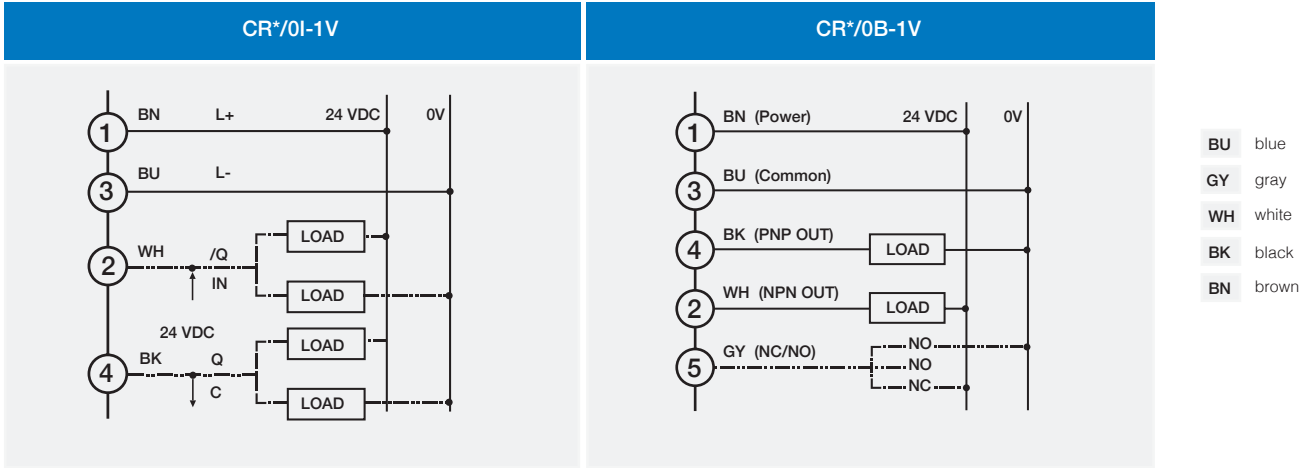 CR*/0I-1V
BN L+ 24 VDC 0V
1
BU L-
3
LOAD
WH /Q
2
IN
LOAD
24 VDC
LOAD
BK Q
4
C
LOAD
CR*/0B-1V
BN (Power) 24 VDC 0V
1
BU (Common)
3
BK (PNP OUT)
4 LOAD
WH (NPN OUT)
2 LOAD
NO
GY (NC/NO)
5 NO
NC
BU blue
GY gray
WH white
BK black
BN brown